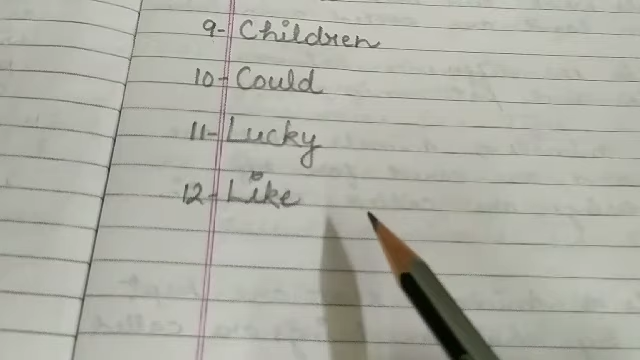 9- Children
10- Could
11- Lucky
12- Like